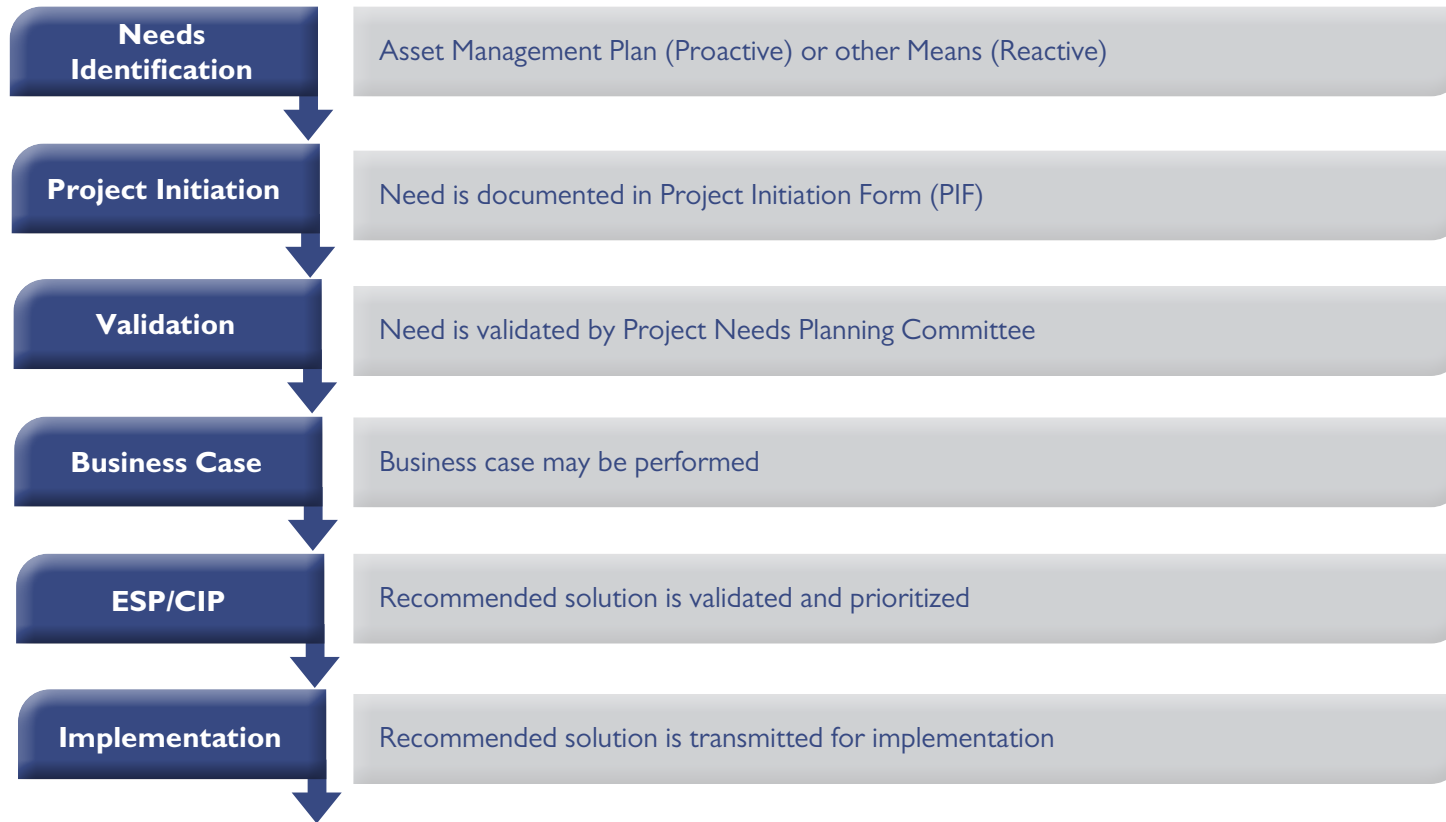 Needs
Identification
Asset Management Plan (Proactive) or other Means (Reactive)
Project Initiation
Need is documented in Project Initiation Form (PIF)
Validation
Need is validated by Project Needs Planning Committee
Business Case
Business case may be performed
ESP/CIP
Recommended solution is validated and prioritized
Implementation
Recommended solution is transmitted for implementation